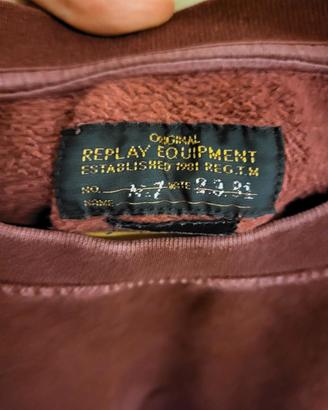 ORIGINAL
REPLAY EQUIPMENT
ESTABLISHED 1981 REG.T.M
NO. DATE
NAME